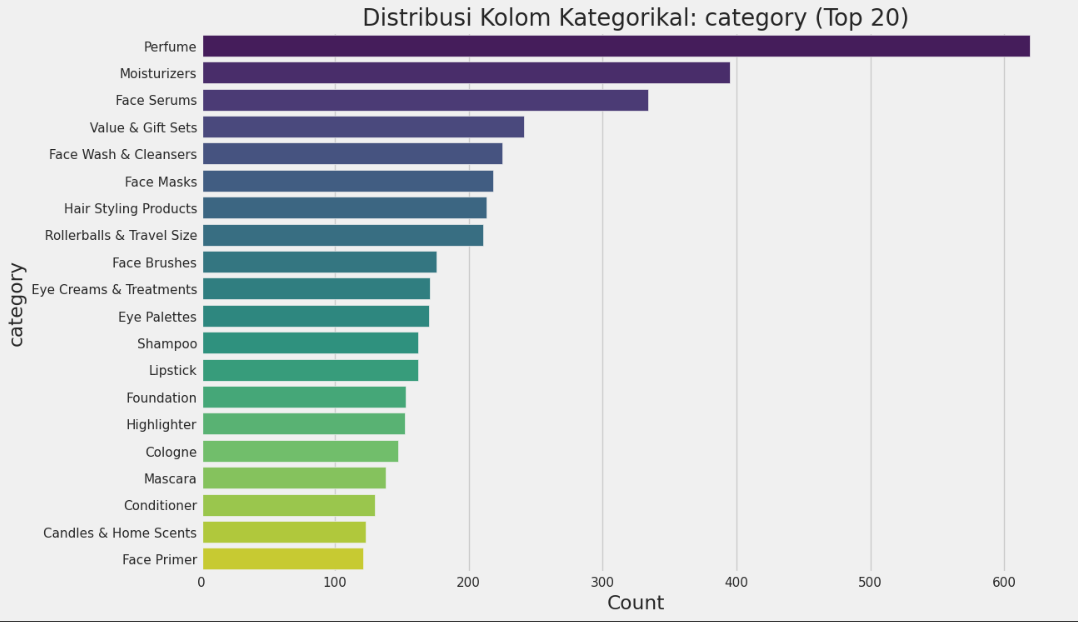 Distribusi Kolom Kategorikal: category (Top 20)
category
Perfume
Moisturizers
Face Serums
Value & Gift Sets
Face Wash & Cleansers
Face Masks
Hair Styling Products
Rollerballs & Travel Size
Face Brushes
Eye Creams & Treatments
Eye Palettes
Shampoo
Lipstick
Foundation
Highlighter
Cologne
Mascara
Conditioner
Candles & Home Scents
Face Primer
0 100 200 300 400 500 600
Count